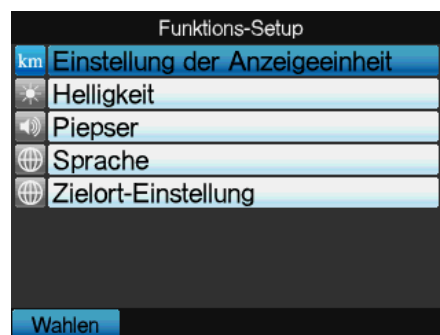 Funktions-Setup
km Einstellung der Anzeigeeinheit
Helligkeit
Piepser
Sprache
Zielort-Einstellung
Wahlen